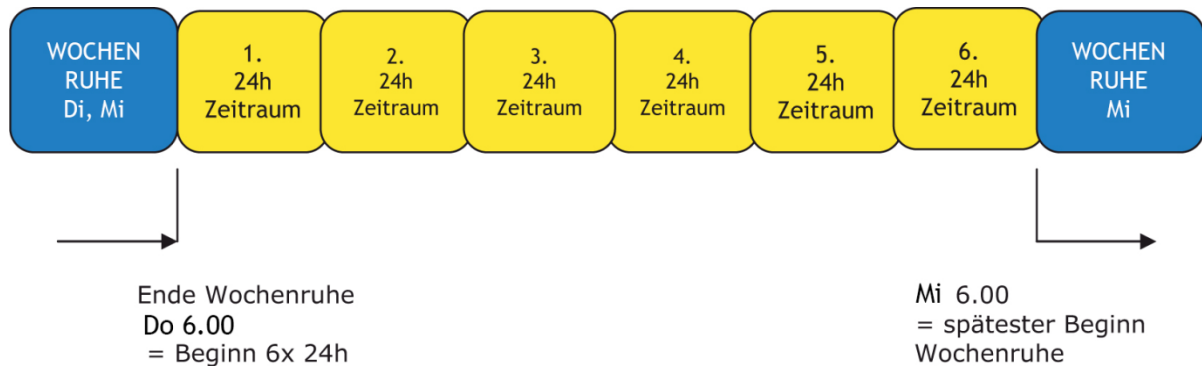 WOCHEN
RUHE
Di, Mi
1.
24h
Zeitraum
2.
24h
Zeitraum
3.
24h
Zeitraum
4.
24h
Zeitraum
5.
24h
Zeitraum
6.
24h
Zeitraum
WOCHEN
RUHE
Mi
Ende Wochenruhe
Do 6.00
= Beginn 6x 24h
Mi 6.00
= spätester Beginn
Wochenruhe